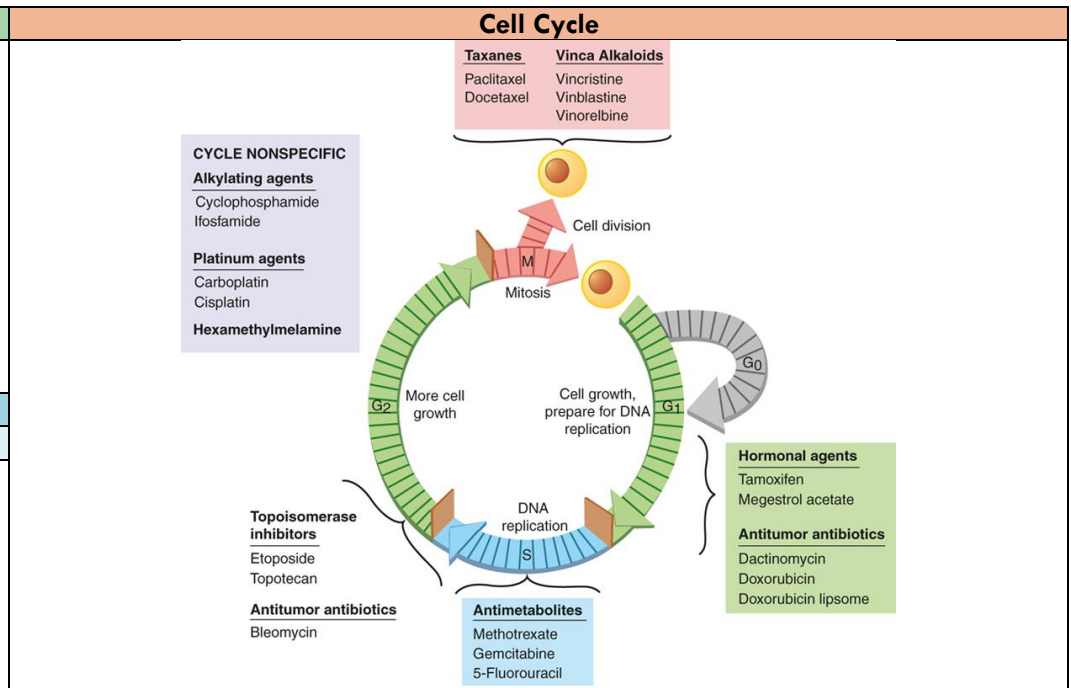 Cell Cycle
Taxanes
Paclitaxel
Docetaxel
Vinca Alkaloids
Vincristine
Vinblastine
Vinorelbine
CYCLE NONSPECIFIC
Alkylating agents
Cyclophosphamide
Ifosfamide
Platinum agents
Carboplatin
Cisplatin
Hexamethylmelamine
Cell division
M
Mitosis
G0
G2
More cell
growth
Cell growth,
prepare for DNA
replication
G1
Hormonal agents
Tamoxifen
Megestrol acetate
Antitumor antibiotics
Dactinomycin
Doxorubicin
Doxorubicin lipsome
DNA
replication
S
Topoisomerase
inhibitors
Etoposide
Topotecan
Antitumor antibiotics
Bleomycin
Antimetabolites
Methotrexate
Gemcitabine
5-Fluorouracil